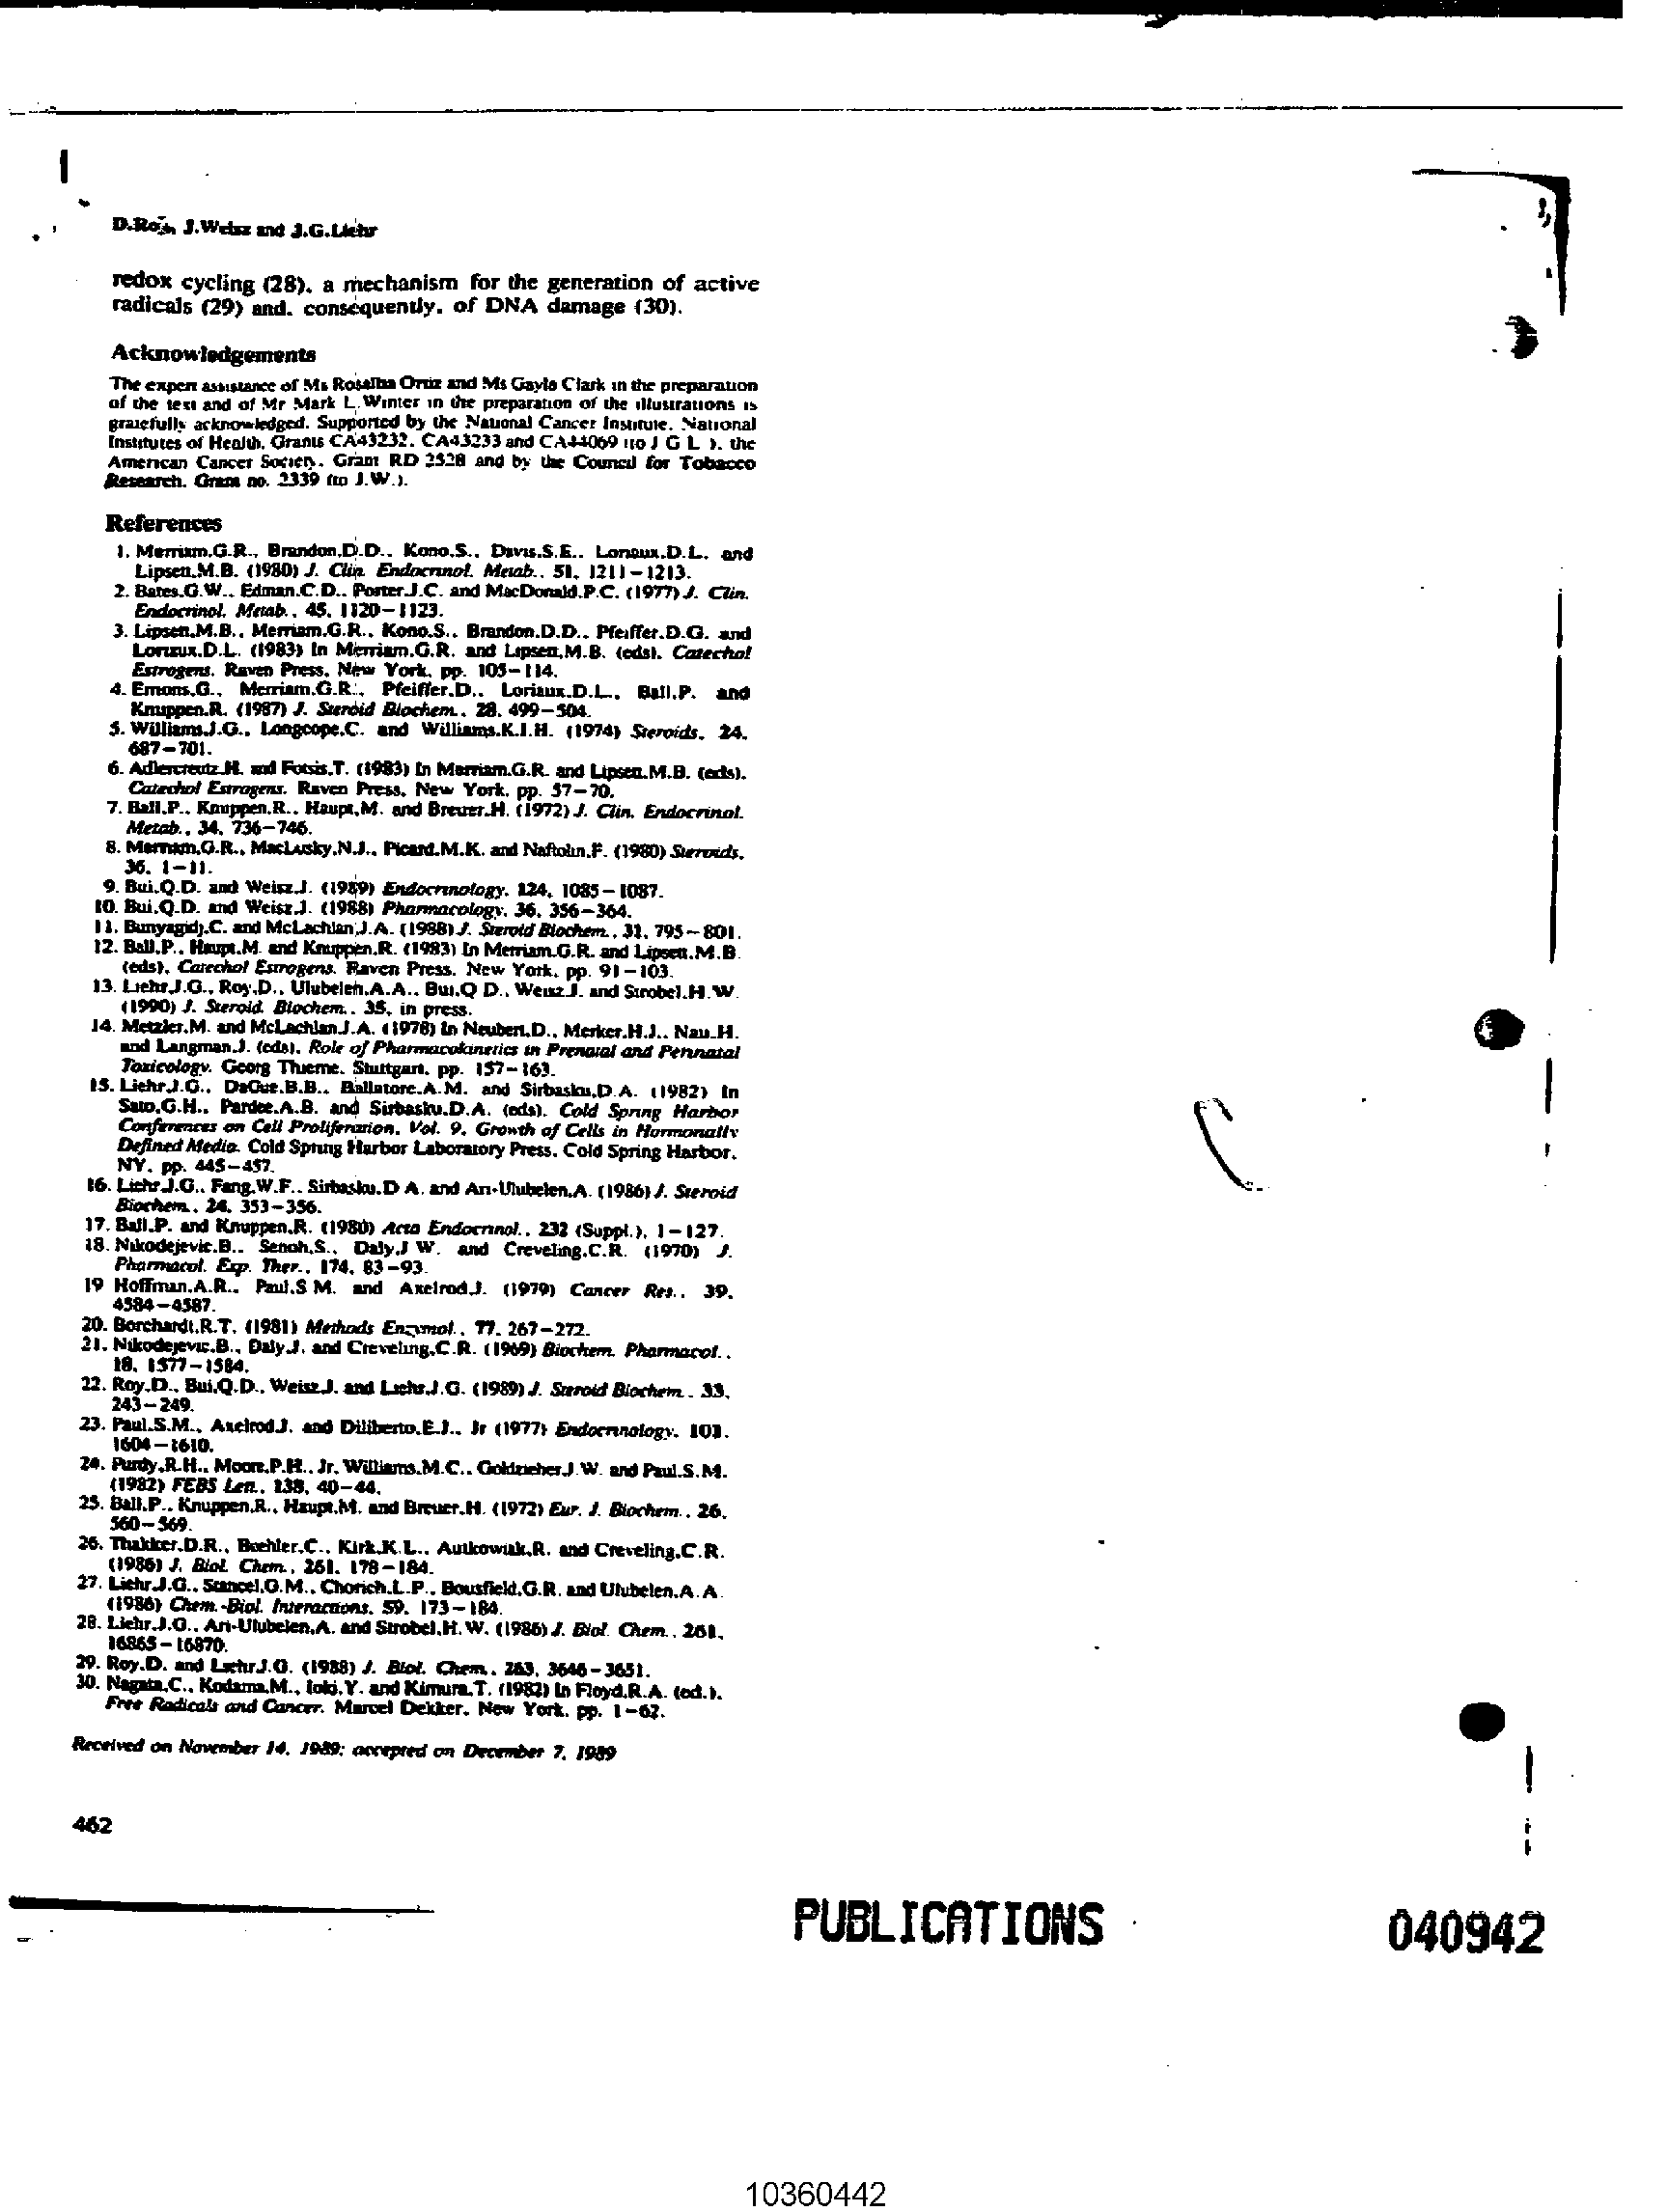 D.Roy, J.Weisz and J.G.Liehr
redox cycling (28), a mechanism for the generation of active
radicals (29) and, consequently, of DNA damage (30).
Acknowledgements
The expert assistance of Ms Rosalba Ortiz and Ms Gayla Clark in the preparation
of the text and of Mr Mark L.Winter in the preparation of the illustrations is
gratefully acknowledged. Supported by the National Cancer Institute, National
Institutes of Health, Grants CA43232, CA43233 and CA44069 (to J G L ), the
American Cancer Society, Grant RD 2528 and by the Council for Tobacco
Research, Grant no. 2339 (to J.W.).
References
1. Merriam,G.R., Brandon,D.D., Kono,S., Davis,S.E., Loriaux,D.L. and
Lipsett,M.B. (1980) J. Clin. Endocrinol. Metab., 51, 1211–1213.
2. Bates,G.W., Edman,C.D., Porter,J.C. and MacDonald,P.C. (1977) J. Clin.
Endocrinol. Metab., 45, 1120–1123.
3. Lipsett,M.B., Merriam,G.R., Kono,S., Brandon,D.D., Pfeiffer,D.G. and
Loriaux,D.L. (1983) In Merriam,G.R. and Lipsett,M.B. (eds), Catechol
Estrogens. Raven Press, New York, pp. 105–114.
4. Emons,G., Merriam,G.R., Pfeiffer,D., Loriaux,D.L., Ball,P. and
Knuppen,R. (1987) J. Steroid Biochem., 28, 499–504.
5. Williams,J.G., Longcope,C. and Williams,K.I.H. (1974) Steroids, 24,
687–701.
6. Adlercreutz,H. and Fotsis,T. (1983) In Merriam,G.R. and Lipsett,M.B. (eds),
Catechol Estrogens. Raven Press, New York, pp. 57–70.
7. Ball,P., Knuppen,R., Haupt,M. and Breuer,H. (1972) J. Clin. Endocrinol.
Metab., 34, 736–746.
8. Merriam,G.R., MacLusky,N.J., Picard,M.K. and Naftolin,F. (1980) Steroids,
36, 1–11.
9. Bui,Q.D. and Weisz,J. (1989) Endocrinology, 124, 1085–1087.
10. Bui,Q.D. and Weisz,J. (1988) Pharmacology, 36, 356–364.
11. Bunyagidj,C. and McLachlan,J.A. (1988) J. Steroid Biochem., 31, 795–801.
12. Ball,P., Haupt,M. and Knuppen,R. (1983) In Merriam,G.R. and Lipsett,M.B.
(eds), Catechol Estrogens. Raven Press, New York, pp. 91–103.
13. Liehr,J.G., Roy,D., Ulubelen,A.A., Bui,Q D., Weisz,J. and Strobel,H.W.
(1990) J. Steroid. Biochem., 35, in press.
14. Metzler,M. and McLachlan,J.A. (1978) In Neubert,D., Merker,H.J., Nau,H.
and Langman,J. (eds), Role of Pharmacokinetics in Prenatal and Perinatal
Toxicology. Georg Thieme, Stuttgart, pp. 157–163.
15. Liehr,J.G., DaGue,B.B., Ballatore,A.M. and Sirbasku,D.A. (1982) In
Sato,G.H., Pardee,A.B. and Sirbasku,D.A. (eds), Cold Spring Harbor
Conferences on Cell Proliferation, Vol. 9, Growth of Cells in Hormonally
Defined Media. Cold Spring Harbor Laboratory Press, Cold Spring Harbor,
NY, pp. 445–457.
16. Liehr,J.G., Fang,W.F., Sirbasku,D A. and Ari-Ulubelen,A. (1986) J. Steroid
Biochem., 24, 353–356.
17. Ball,P. and Knuppen,R. (1980) Acta Endocrinol., 232 (Suppl.), 1–127.
18. Nikodejevic,B., Senoh,S., Daly,J W. and Creveling,C.R. (1970) J.
Pharmacol. Exp. Ther., 174, 83–93.
19 Hoffman,A.R., Paul,S M. and Axelrod,J. (1979) Cancer Res., 39,
4584–4587.
20. Borchardt,R.T. (1981) Methods Enzymol., 77, 267–272.
21. Nikodejevic,B., Daly,J. and Creveling,C.R. (1969) Biochem. Pharmacol.,
18, 1577–1584.
22. Roy,D., Bui,Q.D., Weisz,J. and Liehr,J.G. (1989) J. Steroid Biochem., 33,
243–249.
23. Paul,S.M., Axelrod,J. and Diliberto,E.J., Jr (1977) Endocrinology, 101,
1604–1610.
24. Purdy,R.H., Moore,P.H., Jr, Williams,M.C., Goldzieher,J.W. and Paul,S.M.
(1982) FEBS Lett., 138, 40–44.
25. Ball,P., Knuppen,R., Haupt,M. and Breuer,H. (1972) Eur. J. Biochem., 26,
560–569.
26. Thakker,D.R., Boehler,C., Kirk,K L., Autkowiak,R. and Creveling,C.R.
(1986) J. Biol. Chem., 261, 178–184.
27. Liehr,J.G., Stancel,G.M., Chorich,L.P., Bousfield,G.R. and Ulubelen,A.A.
(1986) Chem.-Biol. Interactions, 59, 173–184.
28. Liehr,J.G., Ari-Ulubelen,A. and Strobel,H.W. (1986) J. Biol. Chem., 261,
16865–16870.
29. Roy,D. and Liehr,J.G. (1988) J. Biol. Chem., 263, 3646–3651.
30. Nagata,C., Kodama,M., Ioki,Y. and Kimura,T. (1982) In Floyd,R.A. (ed.),
Free Radicals and Cancer. Marcel Dekker, New York, pp. 1–62.
Received on November 14, 1989; accepted on December 7, 1989
462
PUBLICATIONS
040942
10360442